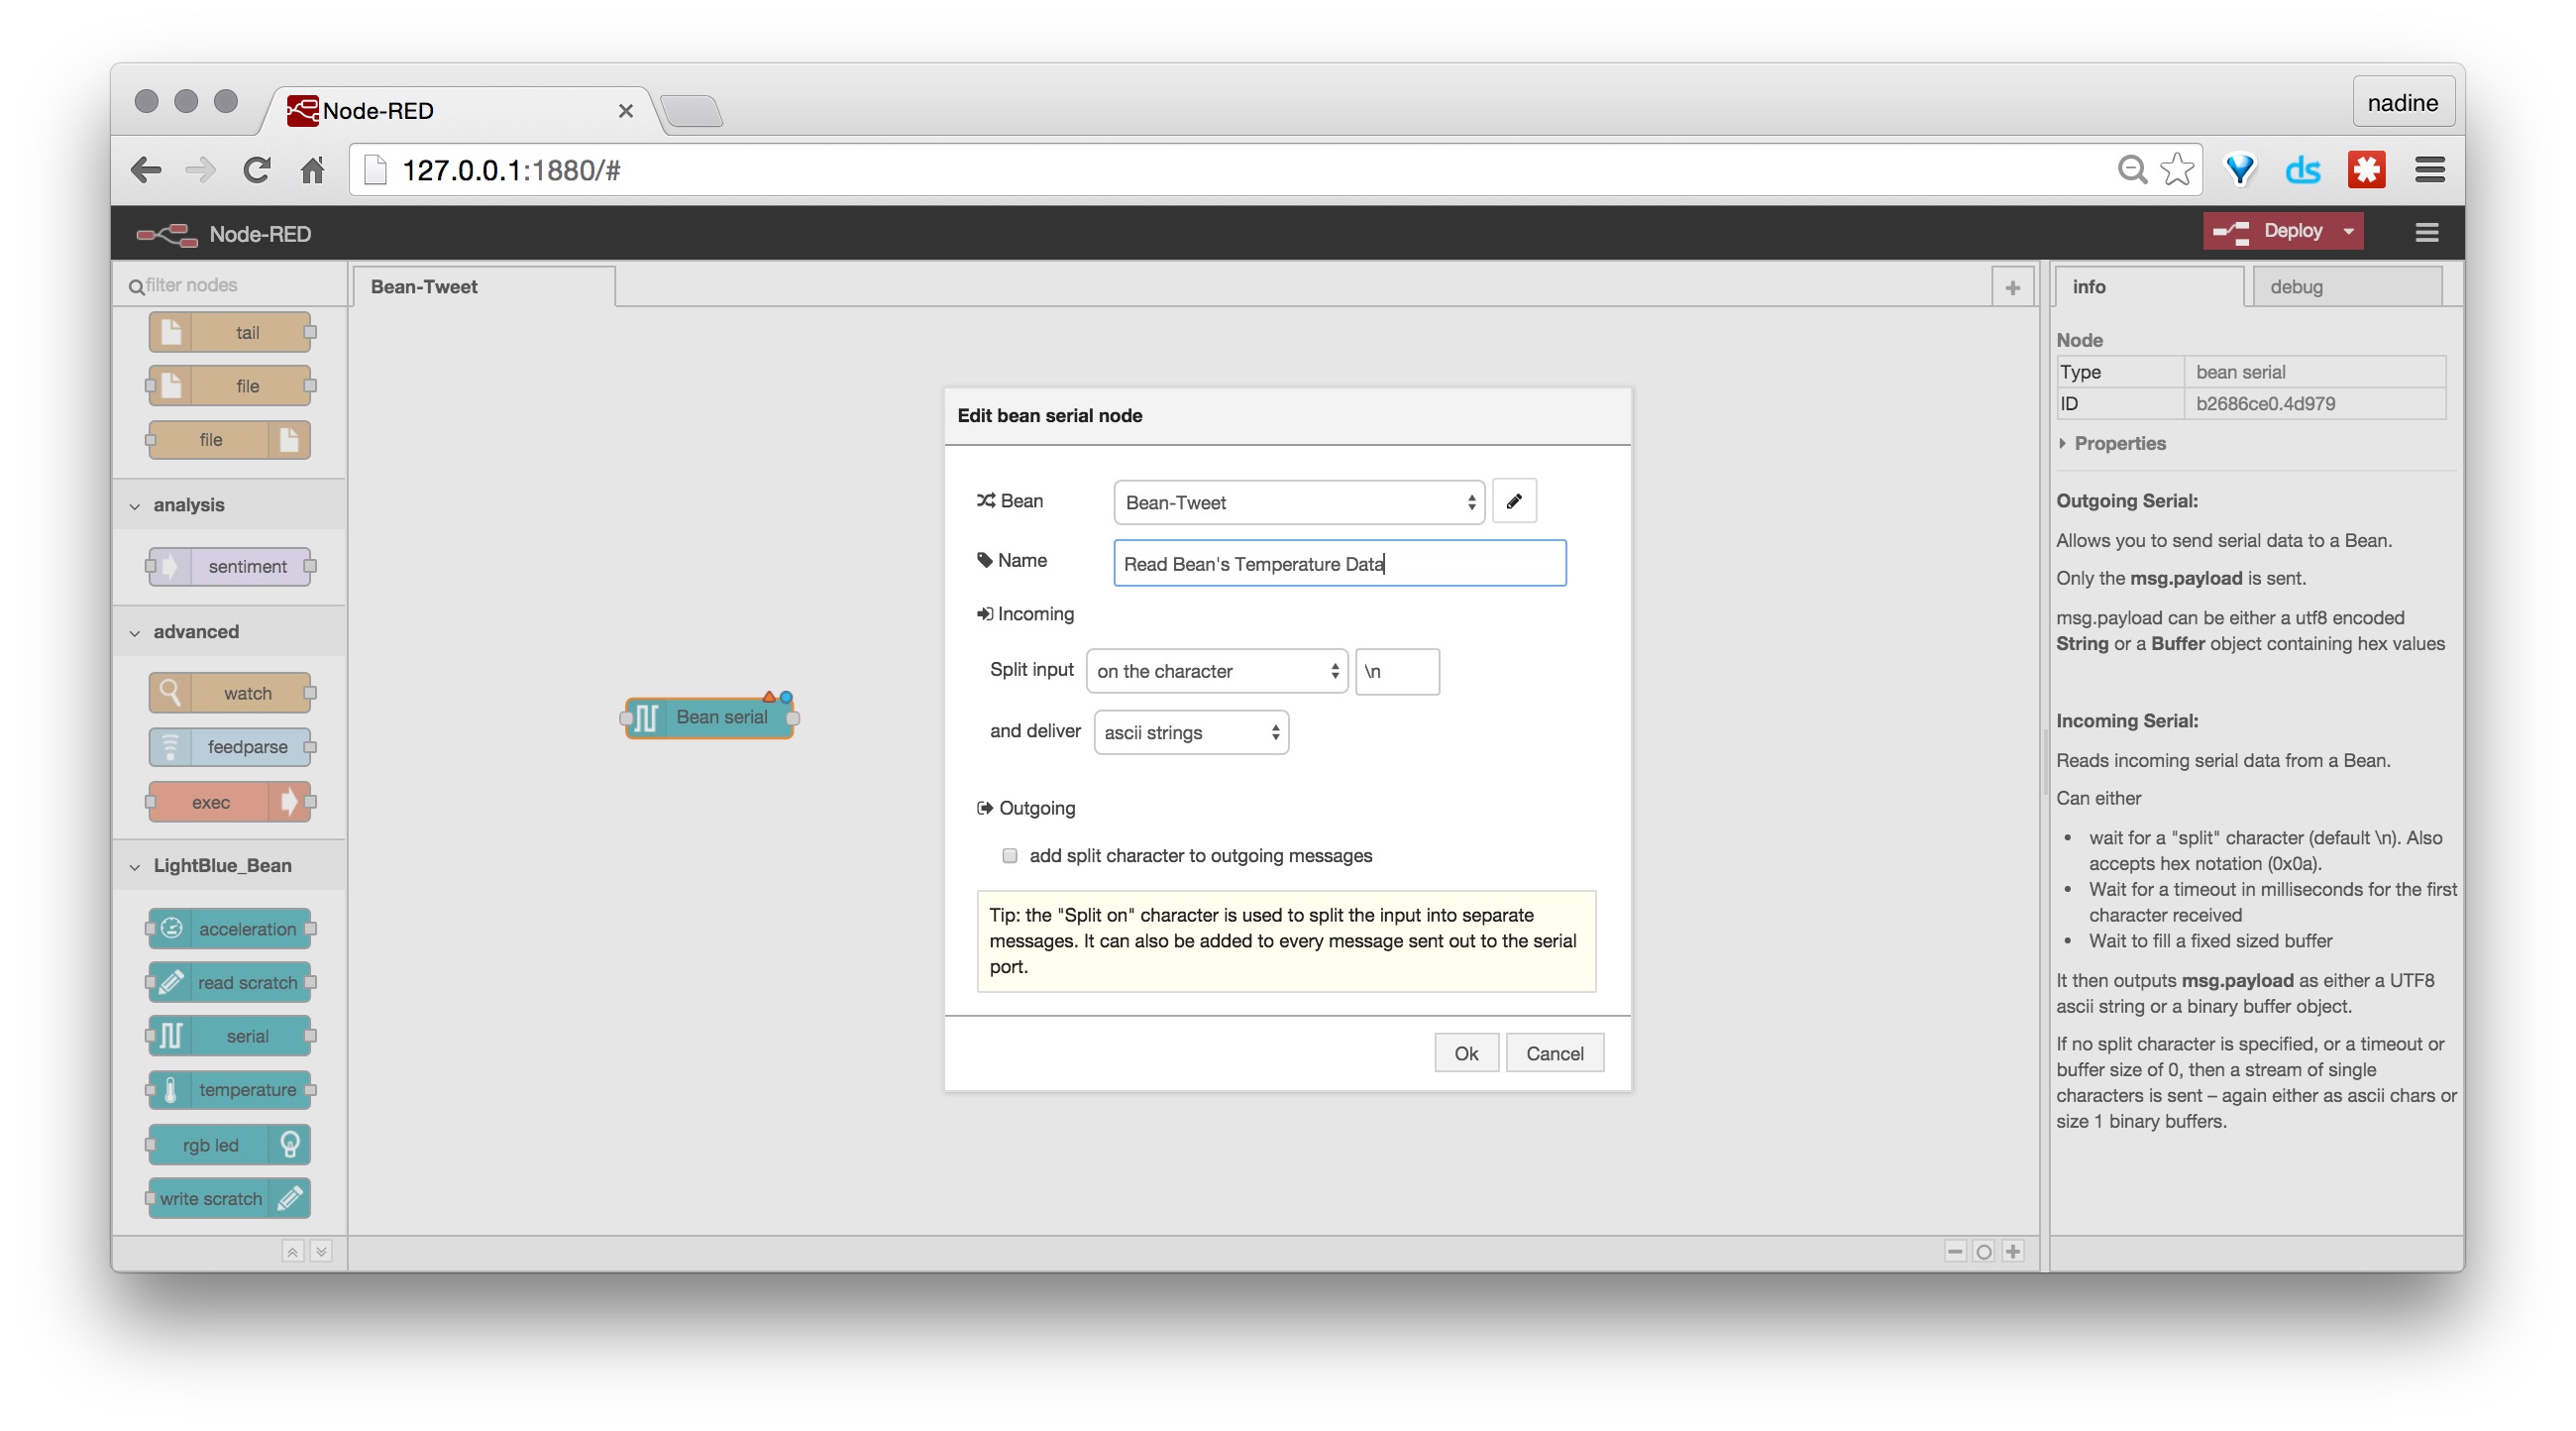 Node-RED
nadine
127.0.0.1:1880/#
ds
Node-RED
Deploy
filter nodes
tail
file
file
analysis
sentiment
advanced
watch
feedparse
exec
LightBlue_Bean
acceleration
read scratch
serial
temperature
rgb led
write scratch
Bean-Tweet
Bean serial
Edit bean serial node
Bean
Bean-Tweet
Name
Read Bean's Temperature Data
Incoming
Split input on the character \n
and deliver ascii strings
Outgoing
add split character to outgoing messages
Tip: the "Split on" character is used to split the input into separate
messages. It can also be added to every message sent out to the serial
port.
Ok Cancel
info debug
Node
Type bean serial
ID b2686ce0.4d979
Properties
Outgoing Serial:
Allows you to send serial data to a Bean.
Only the msg.payload is sent.
msg.payload can be either a utf8 encoded
String or a Buffer object containing hex values
Incoming Serial:
Reads incoming serial data from a Bean.
Can either
• wait for a "split" character (default \n). Also
accepts hex notation (0x0a).
• Wait for a timeout in milliseconds for the first
character received
• Wait to fill a fixed sized buffer
It then outputs msg.payload as either a UTF8
ascii string or a binary buffer object.
If no split character is specified, or a timeout or
buffer size of 0, then a stream of single
characters is sent – again either as ascii chars or
size 1 binary buffers.